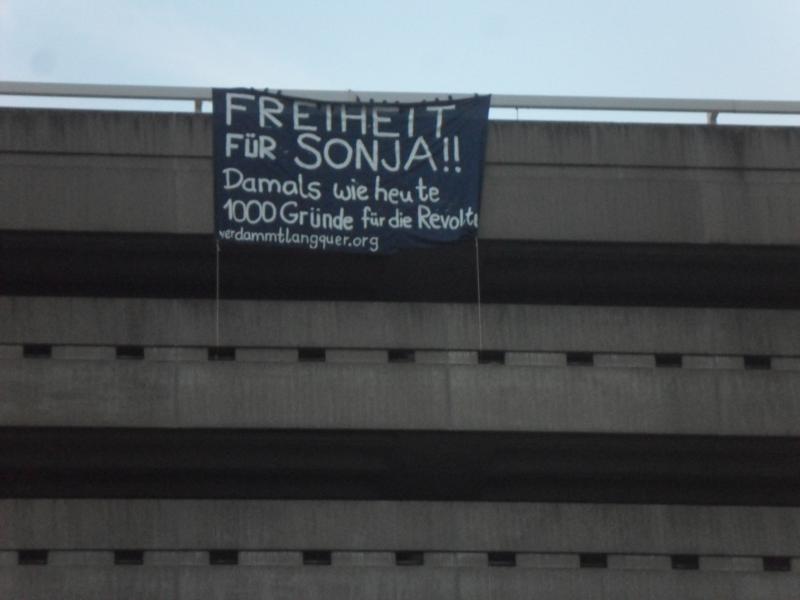 FREIHEIT
FÜR SONJA!!
Damals wie heute
1000 Gründe für die Revolte
verdammtlangquer.org